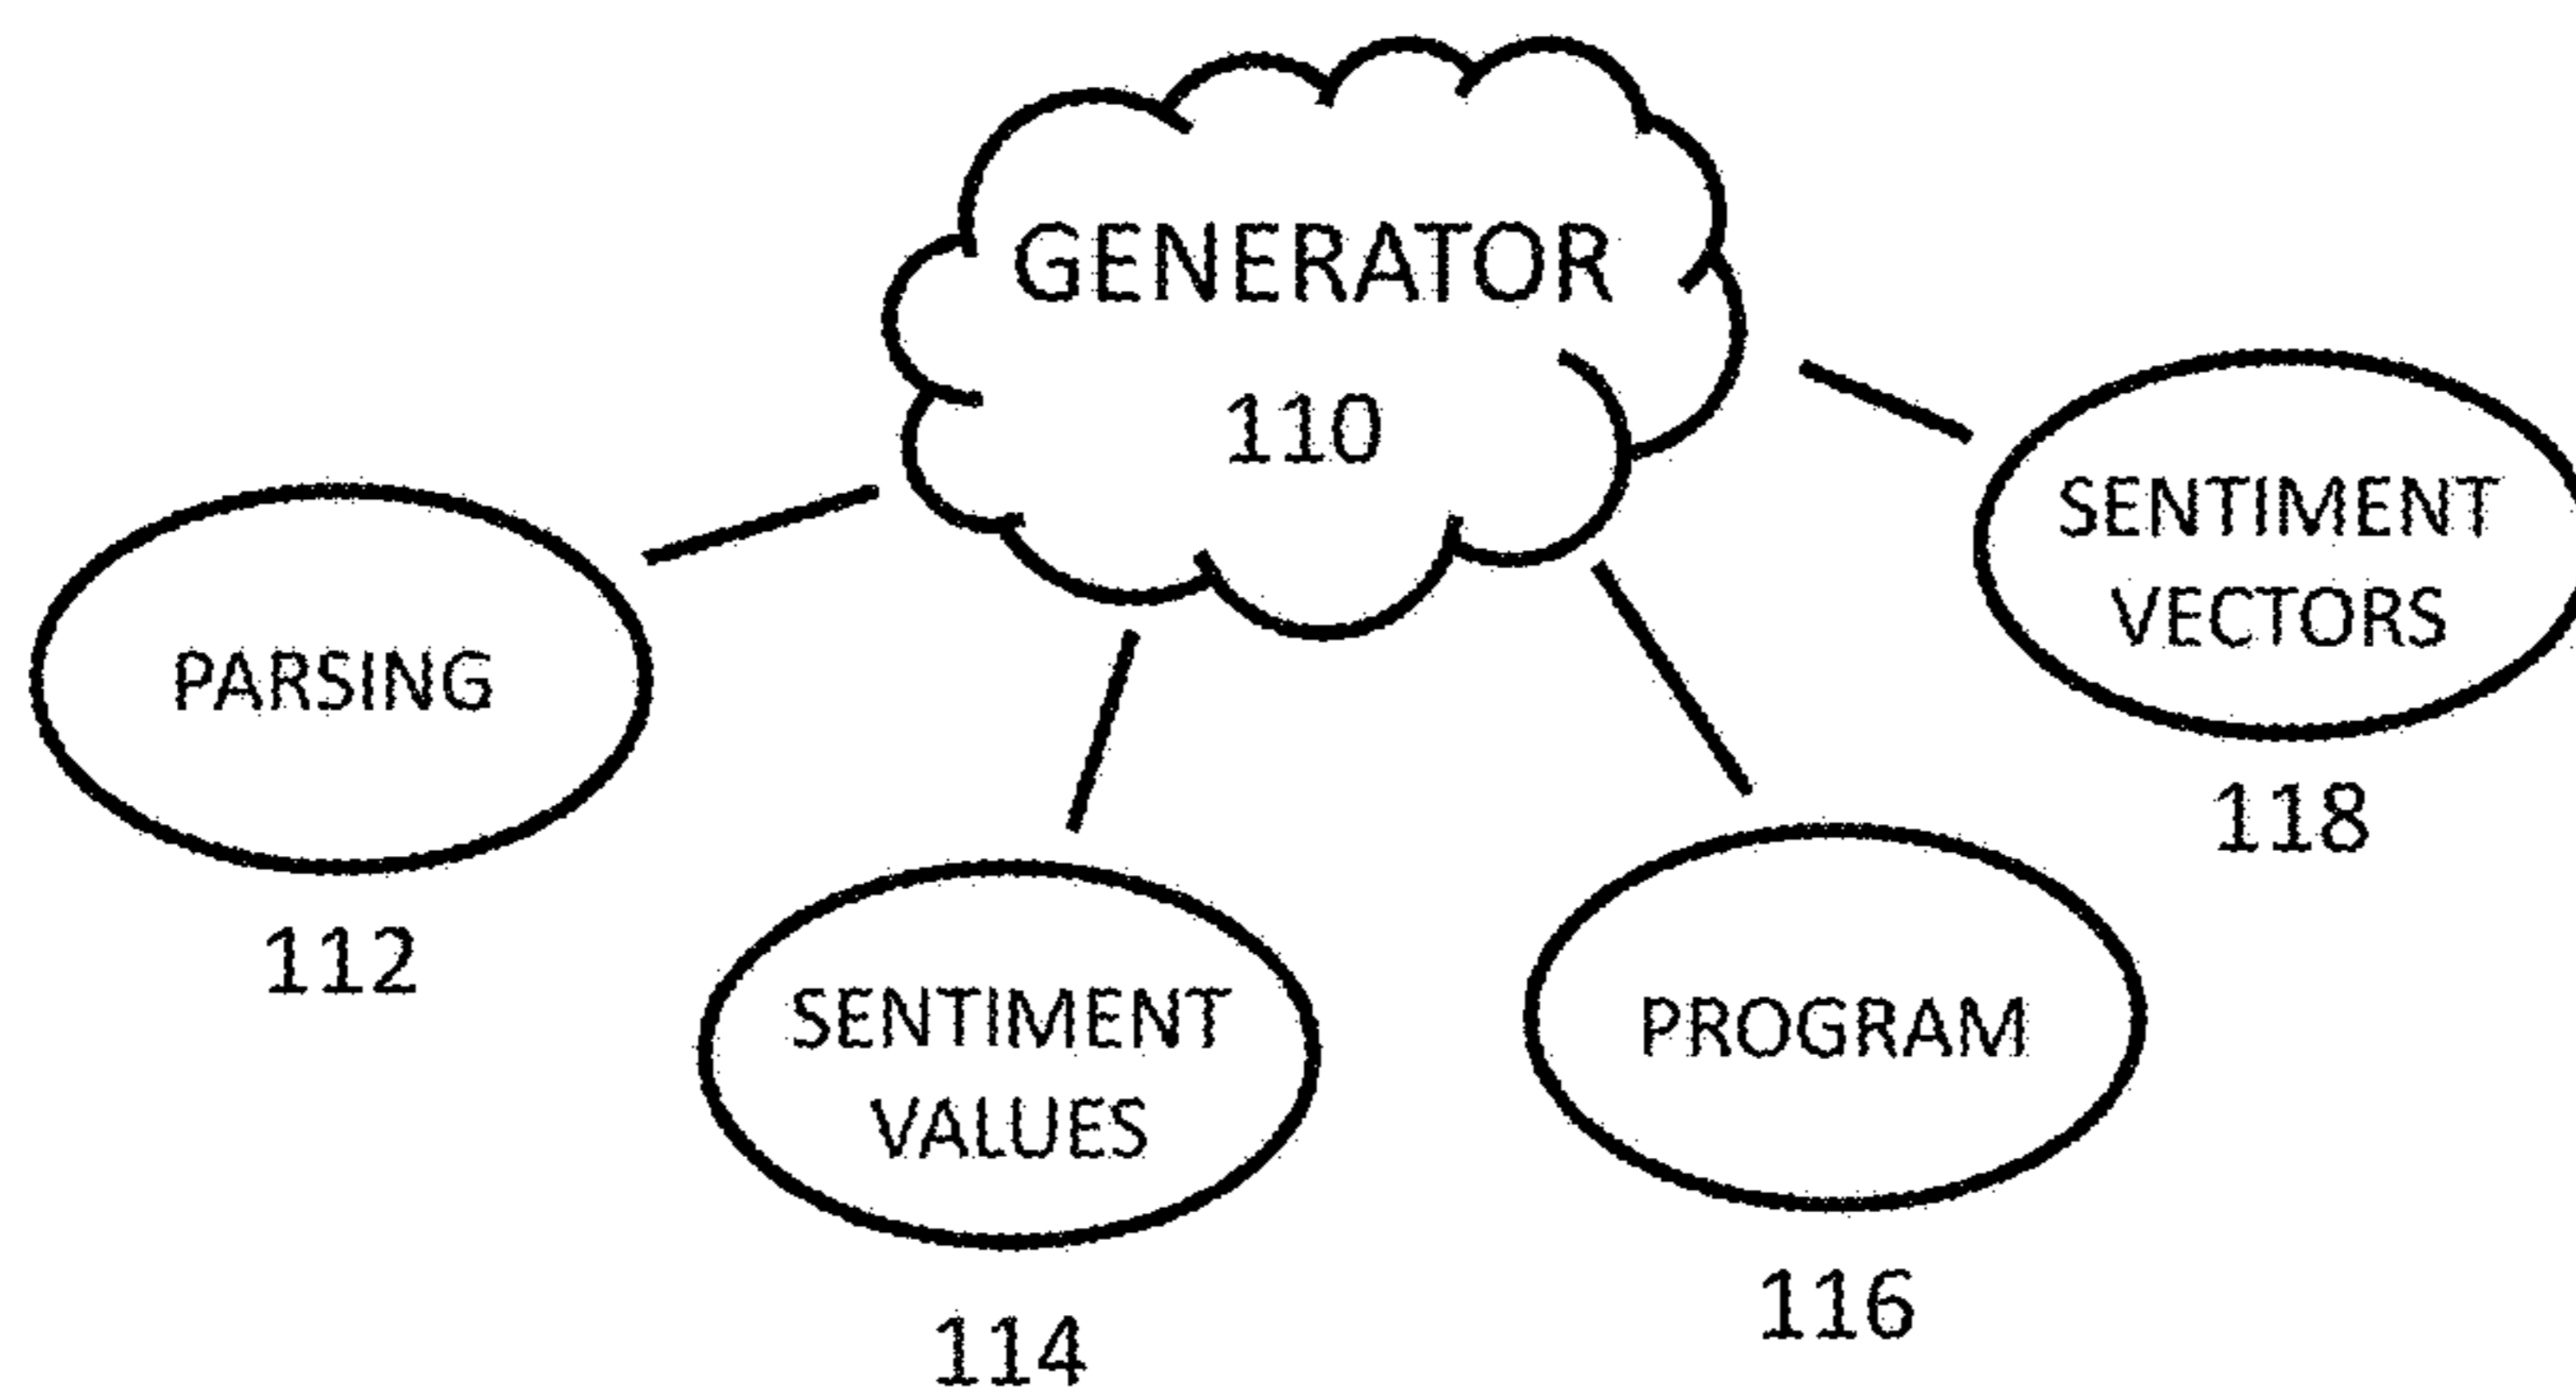 GENERATOR
110
PARSING
112
SENTIMENT
VALUES
114
PROGRAM
116
SENTIMENT
VECTORS
118